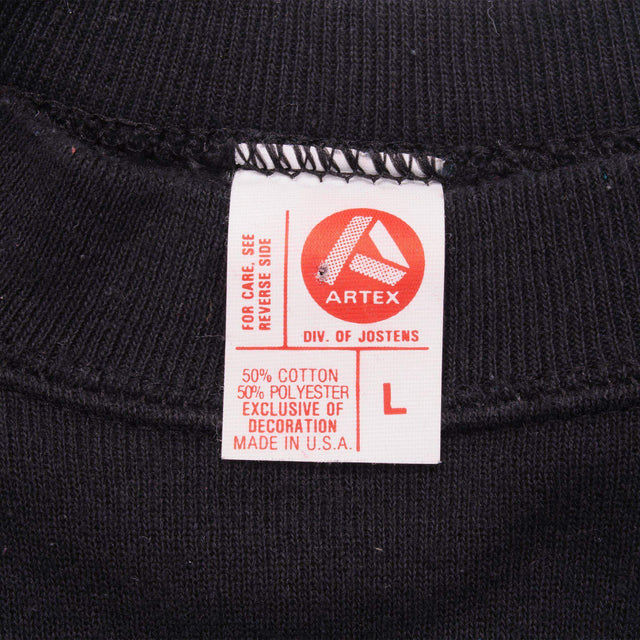 FOR CARE, SEE
REVERSE SIDE
ARTEX
DIV. OF JOSTENS
50% COTTON
50% POLYESTER
EXCLUSIVE OF
DECORATION
MADE IN U.S.A.
L